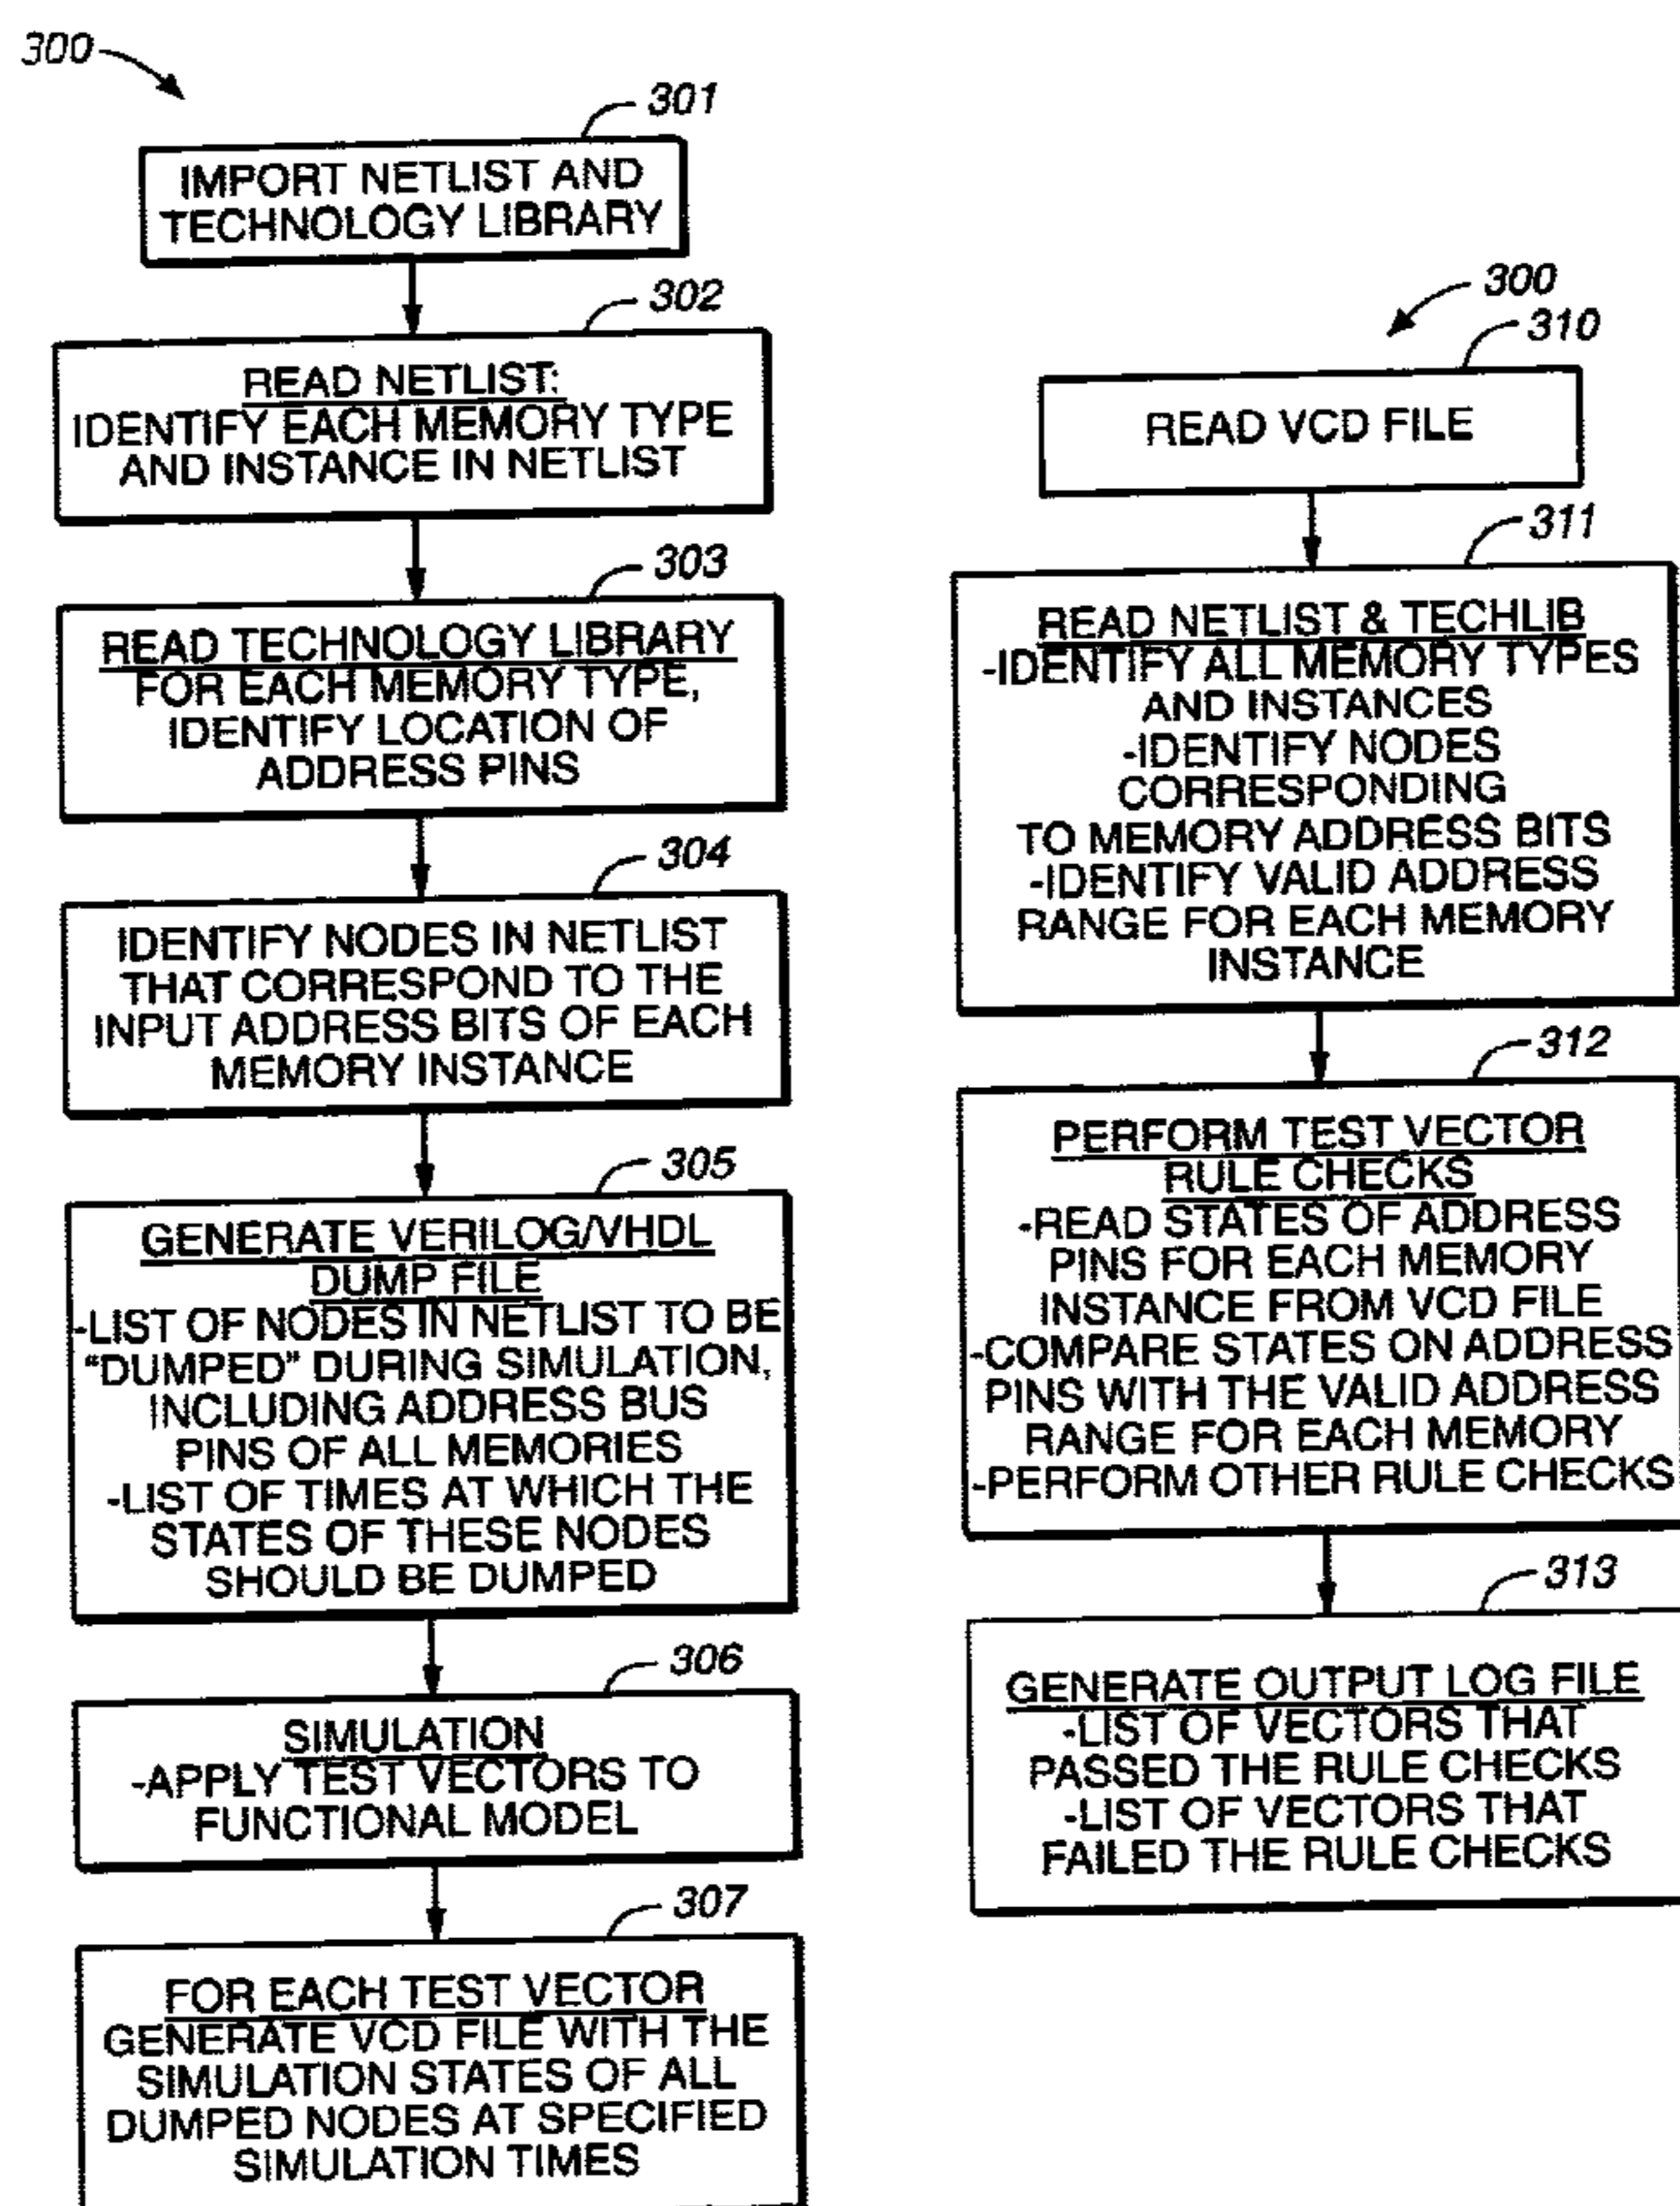 300
301
IMPORT NETLIST AND
TECHNOLOGY LIBRARY
302
READ NETLIST:
IDENTIFY EACH MEMORY TYPE
AND INSTANCE IN NETLIST
303
READ TECHNOLOGY LIBRARY
FOR EACH MEMORY TYPE,
IDENTIFY LOCATION OF
ADDRESS PINS
304
IDENTIFY NODES IN NETLIST
THAT CORRESPOND TO THE
INPUT ADDRESS BITS OF EACH
MEMORY INSTANCE
305
GENERATE VERILOG/VHDL
DUMP FILE
-LIST OF NODES IN NETLIST TO BE
"DUMPED" DURING SIMULATION,
INCLUDING ADDRESS BUS
PINS OF ALL MEMORIES
-LIST OF TIMES AT WHICH THE
STATES OF THESE NODES
SHOULD BE DUMPED
306
SIMULATION
-APPLY TEST VECTORS TO
FUNCTIONAL MODEL
307
FOR EACH TEST VECTOR
GENERATE VCD FILE WITH THE
SIMULATION STATES OF ALL
DUMPED NODES AT SPECIFIED
SIMULATION TIMES
300
310
READ VCD FILE
311
READ NETLIST & TECHLIB
-IDENTIFY ALL MEMORY TYPES
AND INSTANCES
-IDENTIFY NODES
CORRESPONDING
TO MEMORY ADDRESS BITS
-IDENTIFY VALID ADDRESS
RANGE FOR EACH MEMORY
INSTANCE
312
PERFORM TEST VECTOR
RULE CHECKS
-READ STATES OF ADDRESS
PINS FOR EACH MEMORY
INSTANCE FROM VCD FILE
-COMPARE STATES ON ADDRESS
PINS WITH THE VALID ADDRESS
RANGE FOR EACH MEMORY
-PERFORM OTHER RULE CHECKS
313
GENERATE OUTPUT LOG FILE
-LIST OF VECTORS THAT
PASSED THE RULE CHECKS
-LIST OF VECTORS THAT
FAILED THE RULE CHECKS